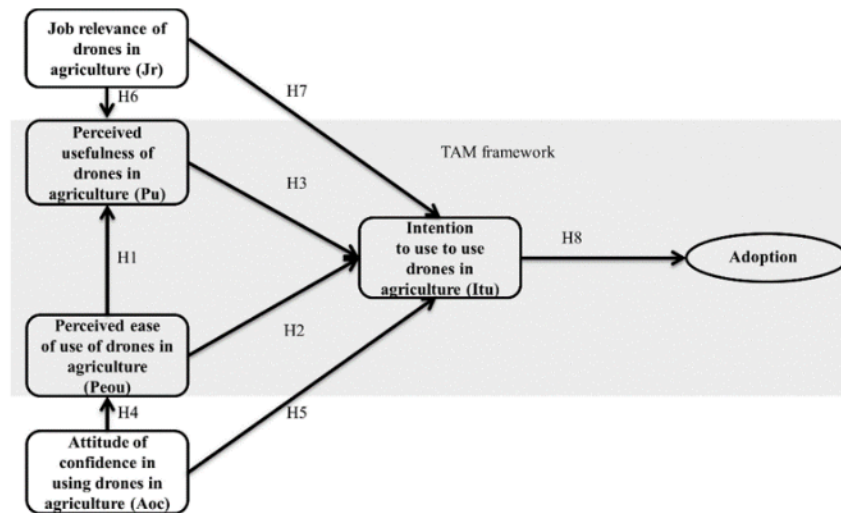 Job relevance of
drones in
agriculture (Jr)
H6
H7
Perceived
usefulness of
drones in
agriculture (Pu)
TAM framework
H3
Intention
to use to use
drones in
agriculture (Itu)
H8
Adoption
H1
Perceived ease
of use of drones in
agriculture
(Peou)
H2
H4
H5
Attitude of
confidence in
using drones in
agriculture (Aoc)